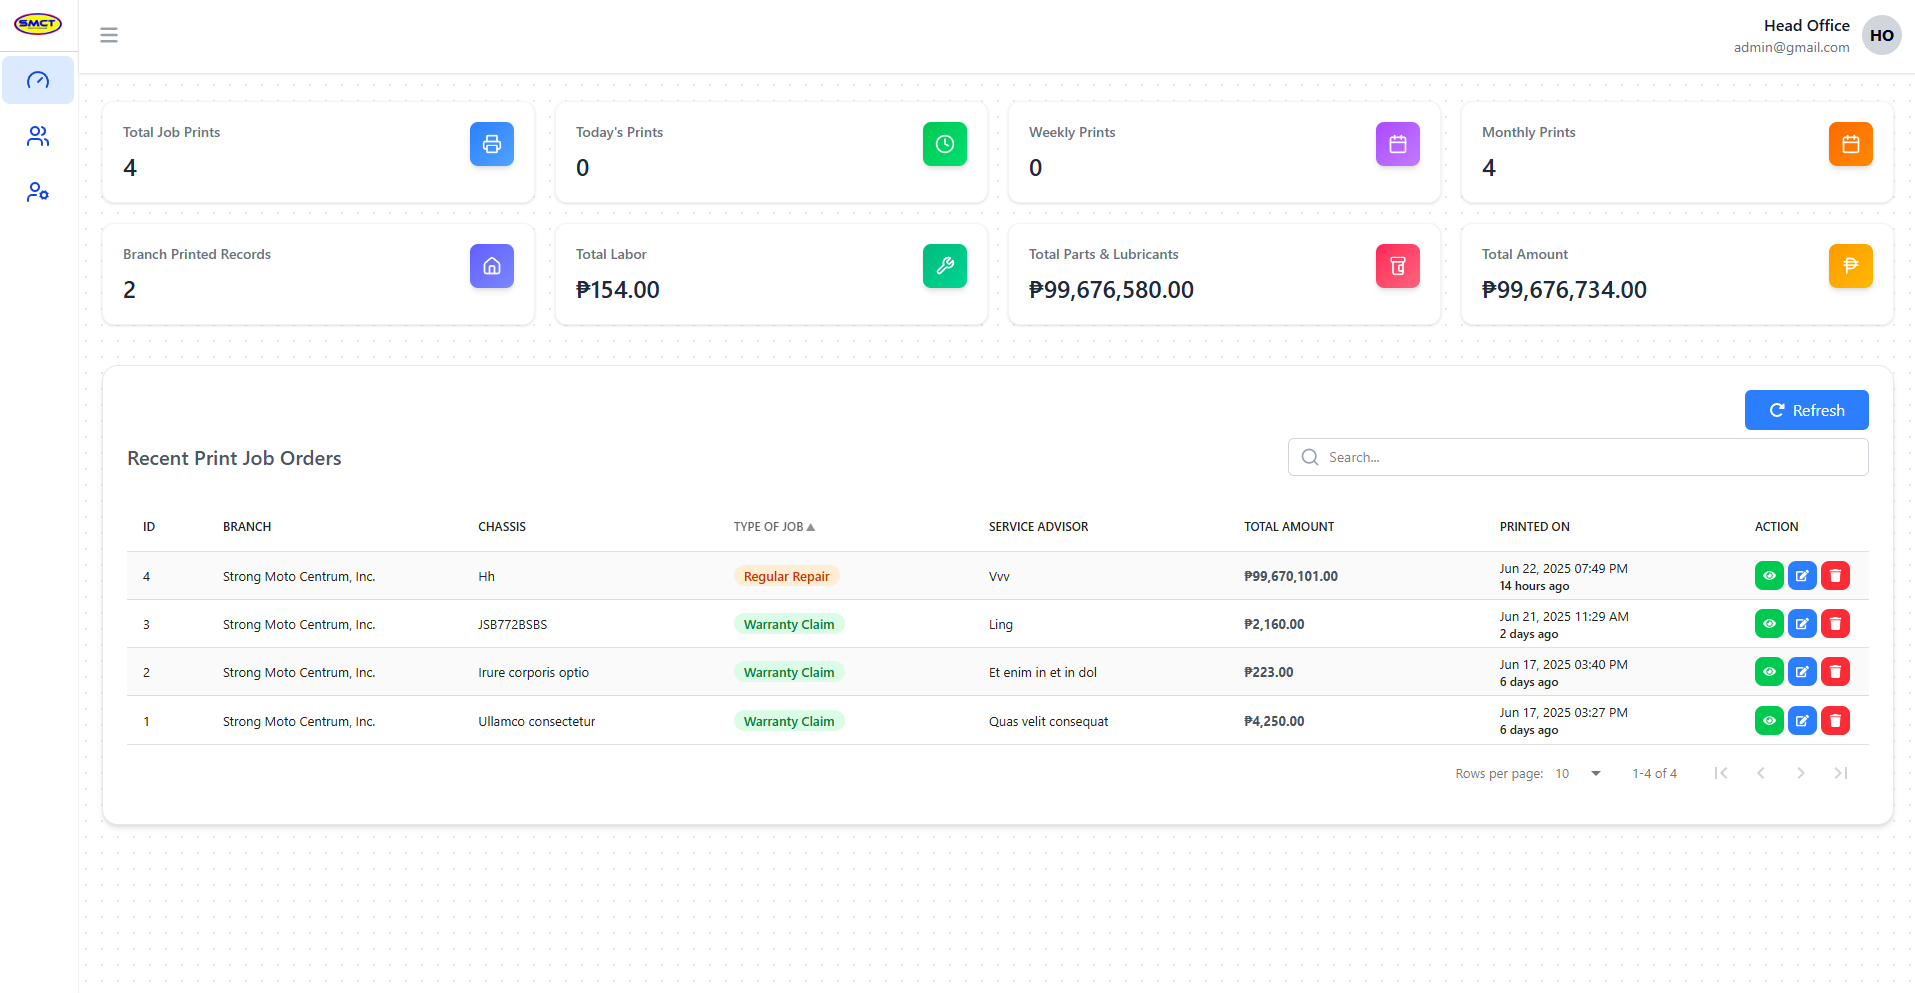 SMCT
Head Office
admin@gmail.com
HO
Total Job Prints
4
Today's Prints
0
Weekly Prints
0
Monthly Prints
4
Branch Printed Records
2
Total Labor
₱154.00
Total Parts & Lubricants
₱99,676,580.00
Total Amount
₱99,676,734.00
Refresh
Recent Print Job Orders
Search...
ID BRANCH CHASSIS TYPE OF JOB▲ SERVICE ADVISOR TOTAL AMOUNT PRINTED ON ACTION
4 Strong Moto Centrum, Inc. Hh Regular Repair Vvv ₱99,670,101.00 Jun 22, 2025 07:49 PM
14 hours ago
3 Strong Moto Centrum, Inc. JSB772BSBS Warranty Claim Ling ₱2,160.00 Jun 21, 2025 11:29 AM
2 days ago
2 Strong Moto Centrum, Inc. Irure corporis optio Warranty Claim Et enim in et in dol ₱223.00 Jun 17, 2025 03:40 PM
6 days ago
1 Strong Moto Centrum, Inc. Ullamco consectetur Warranty Claim Quas velit consequat ₱4,250.00 Jun 17, 2025 03:27 PM
6 days ago
Rows per page: 10 1-4 of 4